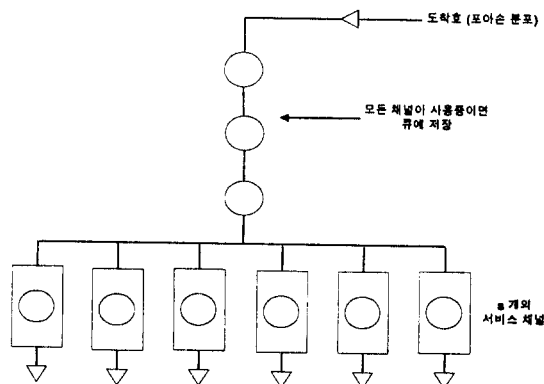 도착호 (포아손 분포)
모든 채널아 사용중이면
큐에 저장
s 개의
서비스 채널